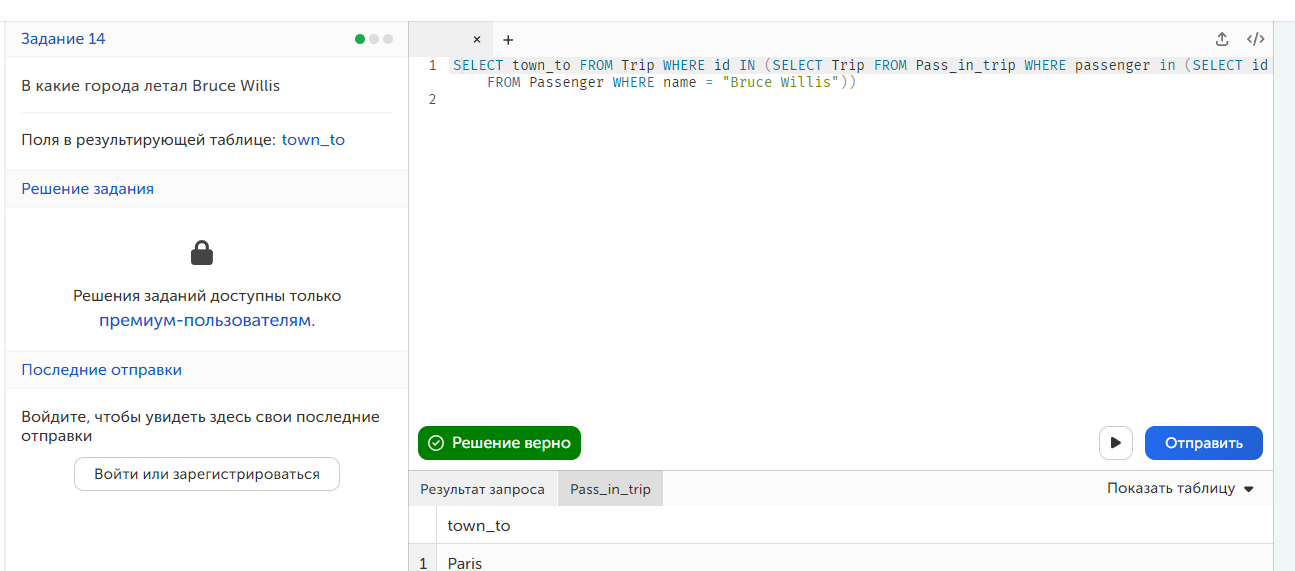 Задание 14
В какие города летал Bruce Willis
Поля в результирующей таблице: town_to
Решение задания
Решения заданий доступны только
премиум-пользователям.
Последние отправки
Войдите, чтобы увидеть здесь свои последние
отправки
Войти или зарегистрироваться
× +
</>
1 SELECT town_to FROM Trip WHERE id IN (SELECT Trip FROM Pass_in_trip WHERE passenger in (SELECT id
FROM Passenger WHERE name = "Bruce Willis"))
2
Решение верно
Отправить
Результат запроса Pass_in_trip Показать таблицу
town_to
1 Paris